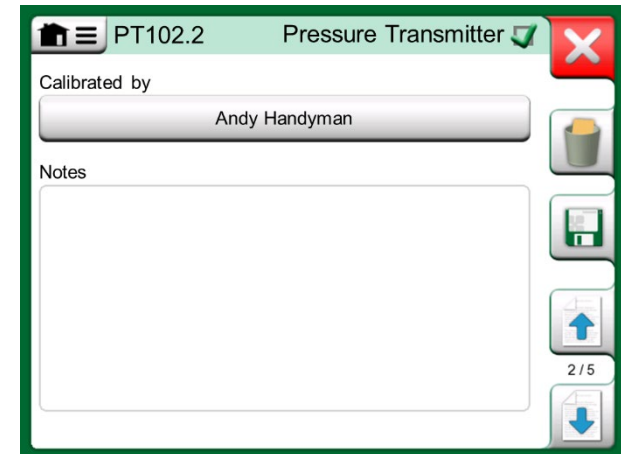 PT102.2 Pressure Transmitter
Calibrated by
Andy Handyman
Notes
2 / 5